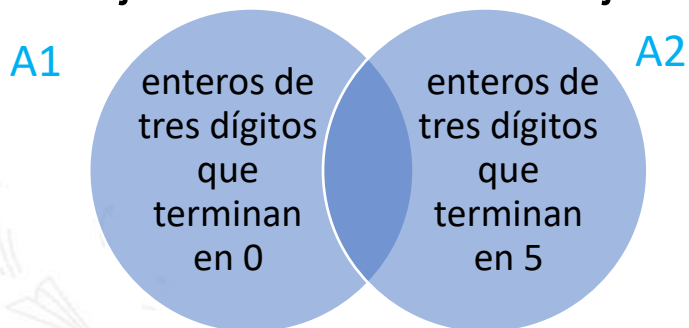 A1
enteros de
tres dígitos
que
terminan
en 0
A2
enteros de
tres dígitos
que
terminan
en 5